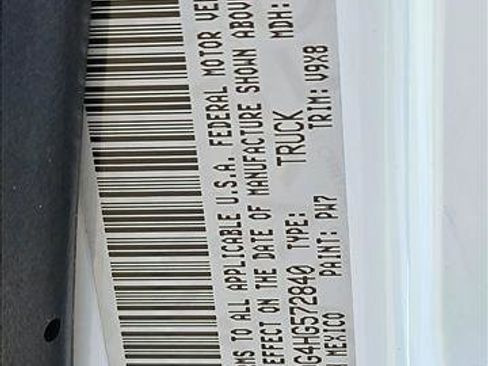 RMS TO ALL APPLICABLE U.S.A. FEDERAL MOTOR VE
EFFECT ON THE DATE OF MANUFACTURE SHOWN ABOV
MDH:
G4HG572840 TYPE: TRUCK
N MEXICO PAINT: PW7 TRIM: V9X8